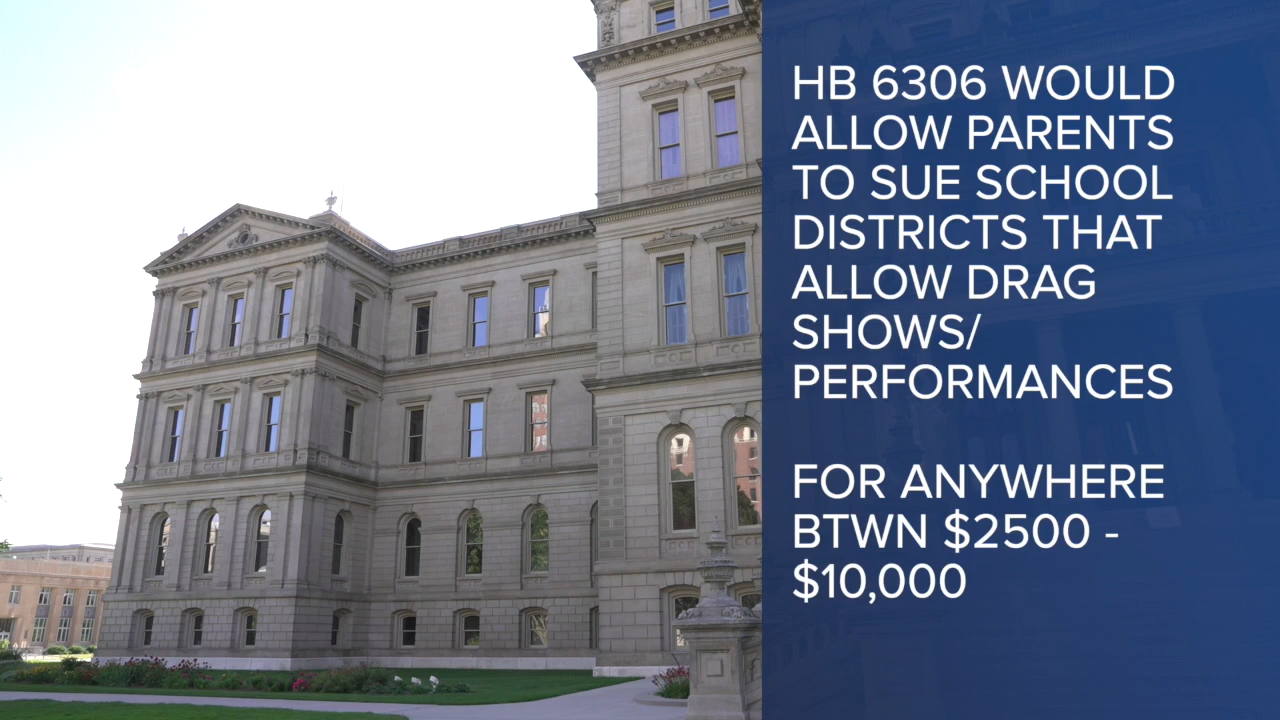 HB 6306 WOULD
ALLOW PARENTS
TO SUE SCHOOL
DISTRICTS THAT
ALLOW DRAG
SHOWS/
PERFORMANCES
FOR ANYWHERE
BTWN $2500 -
$10,000